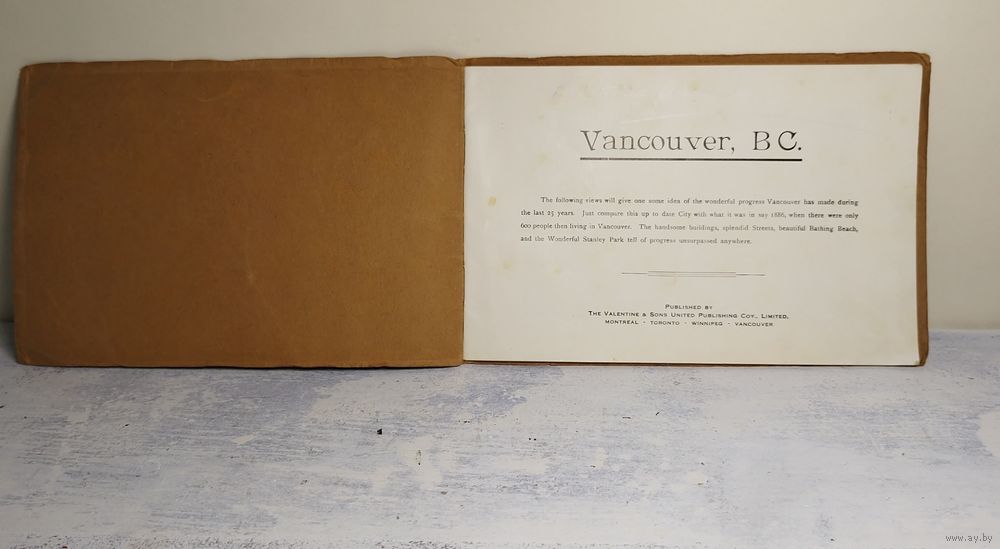 Vancouver, B C.
The following views will give one some idea of the wonderful progress Vancouver has made during
the last 25 years. Just compare this up to date City with what it was in say 1886, when there were only
600 people then living in Vancouver. The handsome buildings, splendid Streets, beautiful Bathing Beach,
and the Wonderful Stanley Park tell of progress unsurpassed anywhere.
PUBLISHED BY
THE VALENTINE & SONS UNITED PUBLISHING COY., LIMITED,
MONTREAL - TORONTO - WINNIPEG - VANCOUVER
www.ay.by